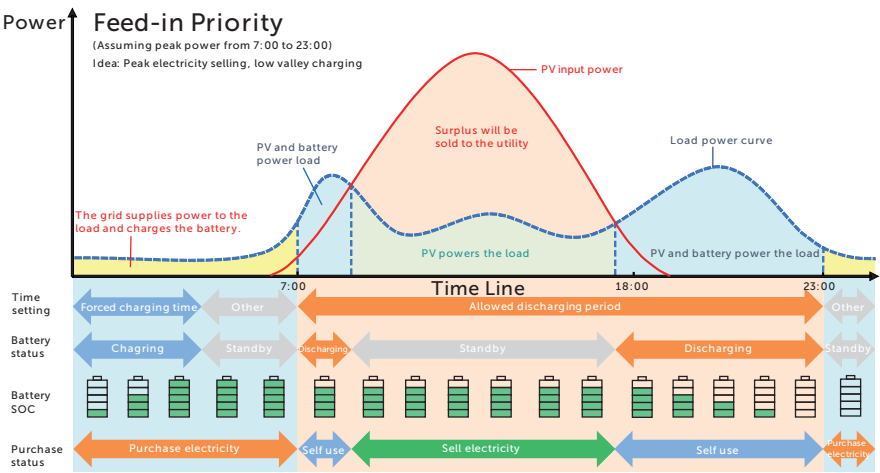 Power
Feed-in Priority
(Assuming peak power from 7:00 to 23:00)
Idea: Peak electricity selling, low valley charging
PV input power
Surplus will be
sold to the utility
PV and battery
power load
Load power curve
The grid supplies power to the
load and charges the battery.
PV powers the load
PV and battery power the load
7:00
Time Line
18:00
23:00
Time
setting
Forced charging time
Other
Allowed discharging period
Other
Battery
status
Chagring
Standby
Discharging
Standby
Discharging
Standby
Battery
SOC
Purchase
status
Purchase electricity
Self use
Sell electricity
Self use
Purchase
electricity